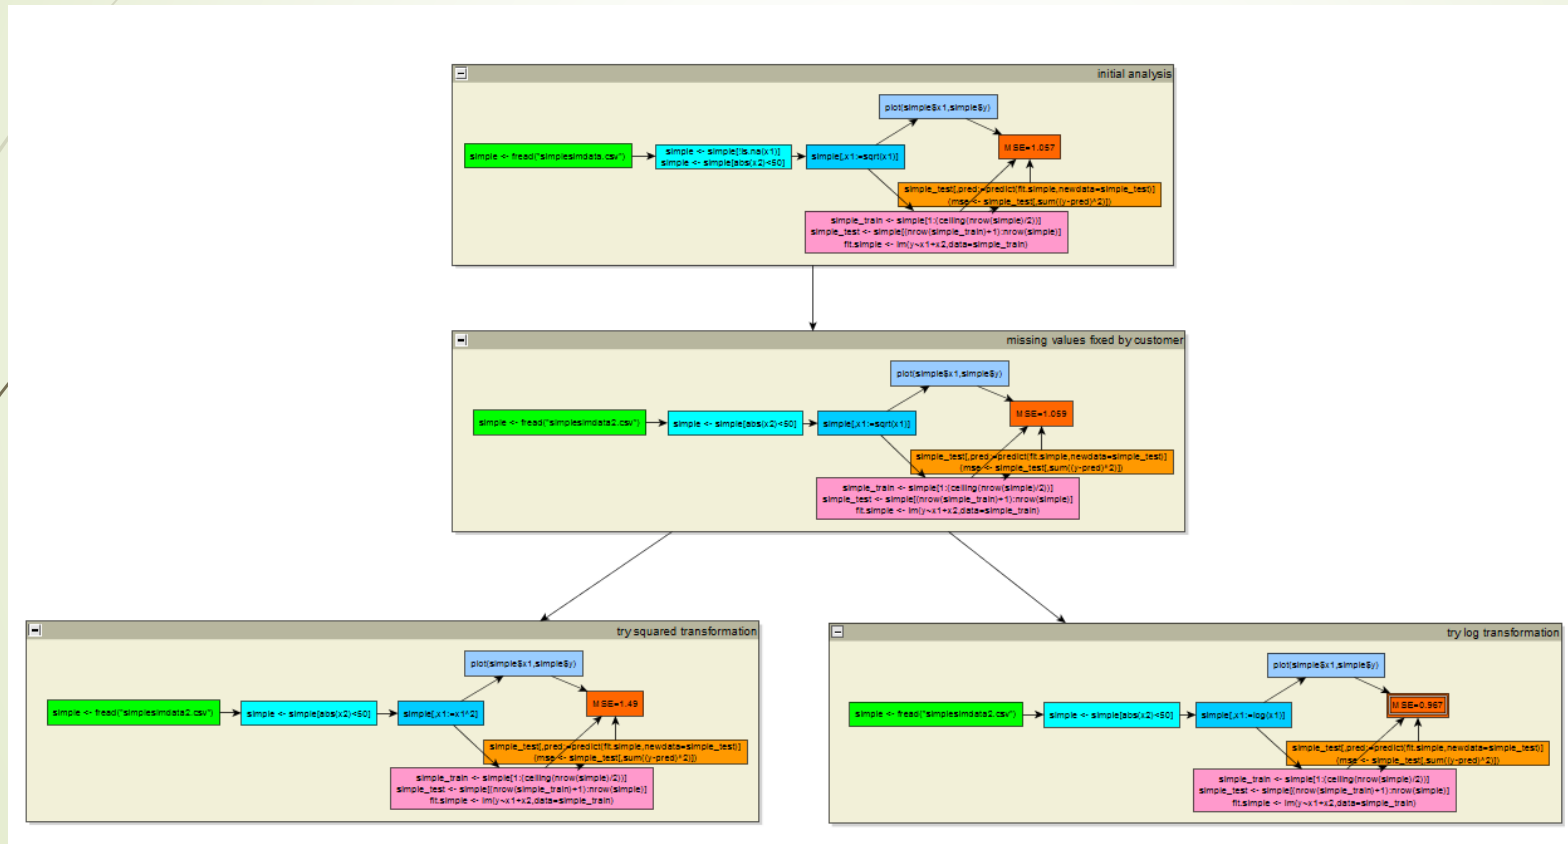 initial analysis
plot(simple$x1,simple$y)
simple <- fread("simplesimdata.csv")
simple <- simple[!is.na(x1)]
simple <- simple[abs(x2)<50]
simple[,x1:=sqrt(x1)]
MSE=1.057
simple_test[,pred:=predict(fit.simple,newdata=simple_test)]
(mse <- simple_test[,sum((y-pred)^2)])
simple_train <- simple[1:(ceiling(nrow(simple)/2))]
simple_test <- simple[(nrow(simple_train)+1):nrow(simple)]
fit.simple <- lm(y~x1+x2,data=simple_train)
missing values fixed by customer
plot(simple$x1,simple$y)
simple <- fread("simplesimdata2.csv")
simple <- simple[abs(x2)<50]
simple[,x1:=sqrt(x1)]
MSE=1.059
simple_test[,pred:=predict(fit.simple,newdata=simple_test)]
(mse <- simple_test[,sum((y-pred)^2)])
simple_train <- simple[1:(ceiling(nrow(simple)/2))]
simple_test <- simple[(nrow(simple_train)+1):nrow(simple)]
fit.simple <- lm(y~x1+x2,data=simple_train)
try squared transformation
plot(simple$x1,simple$y)
simple <- fread("simplesimdata2.csv")
simple <- simple[abs(x2)<50]
simple[,x1:=x1^2]
MSE=1.49
simple_test[,pred:=predict(fit.simple,newdata=simple_test)]
(mse <- simple_test[,sum((y-pred)^2)])
simple_train <- simple[1:(ceiling(nrow(simple)/2))]
simple_test <- simple[(nrow(simple_train)+1):nrow(simple)]
fit.simple <- lm(y~x1+x2,data=simple_train)
try log transformation
plot(simple$x1,simple$y)
simple <- fread("simplesimdata2.csv")
simple <- simple[abs(x2)<50]
simple[,x1:=log(x1)]
MSE=0.967
simple_test[,pred:=predict(fit.simple,newdata=simple_test)]
(mse <- simple_test[,sum((y-pred)^2)])
simple_train <- simple[1:(ceiling(nrow(simple)/2))]
simple_test <- simple[(nrow(simple_train)+1):nrow(simple)]
fit.simple <- lm(y~x1+x2,data=simple_train)